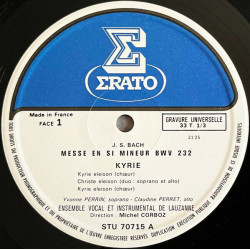 ERATO
Made in France
FACE 1
GRAVURE UNIVERSELLE
33 T. 1/3
J. S. BACH
MESSE EN SI MINEUR BWV 232
KYRIE
Kyrie eleison (chœur)
Christe eleison (duo : soprano et alto)
Kyrie eleison (chœur)
Yvonne PERRIN, soprano - Claudine PERRET, alto
ENSEMBLE VOCAL ET INSTRUMENTAL DE LAUZANNE
Direction : Michel CORBOZ
STU 70715 A